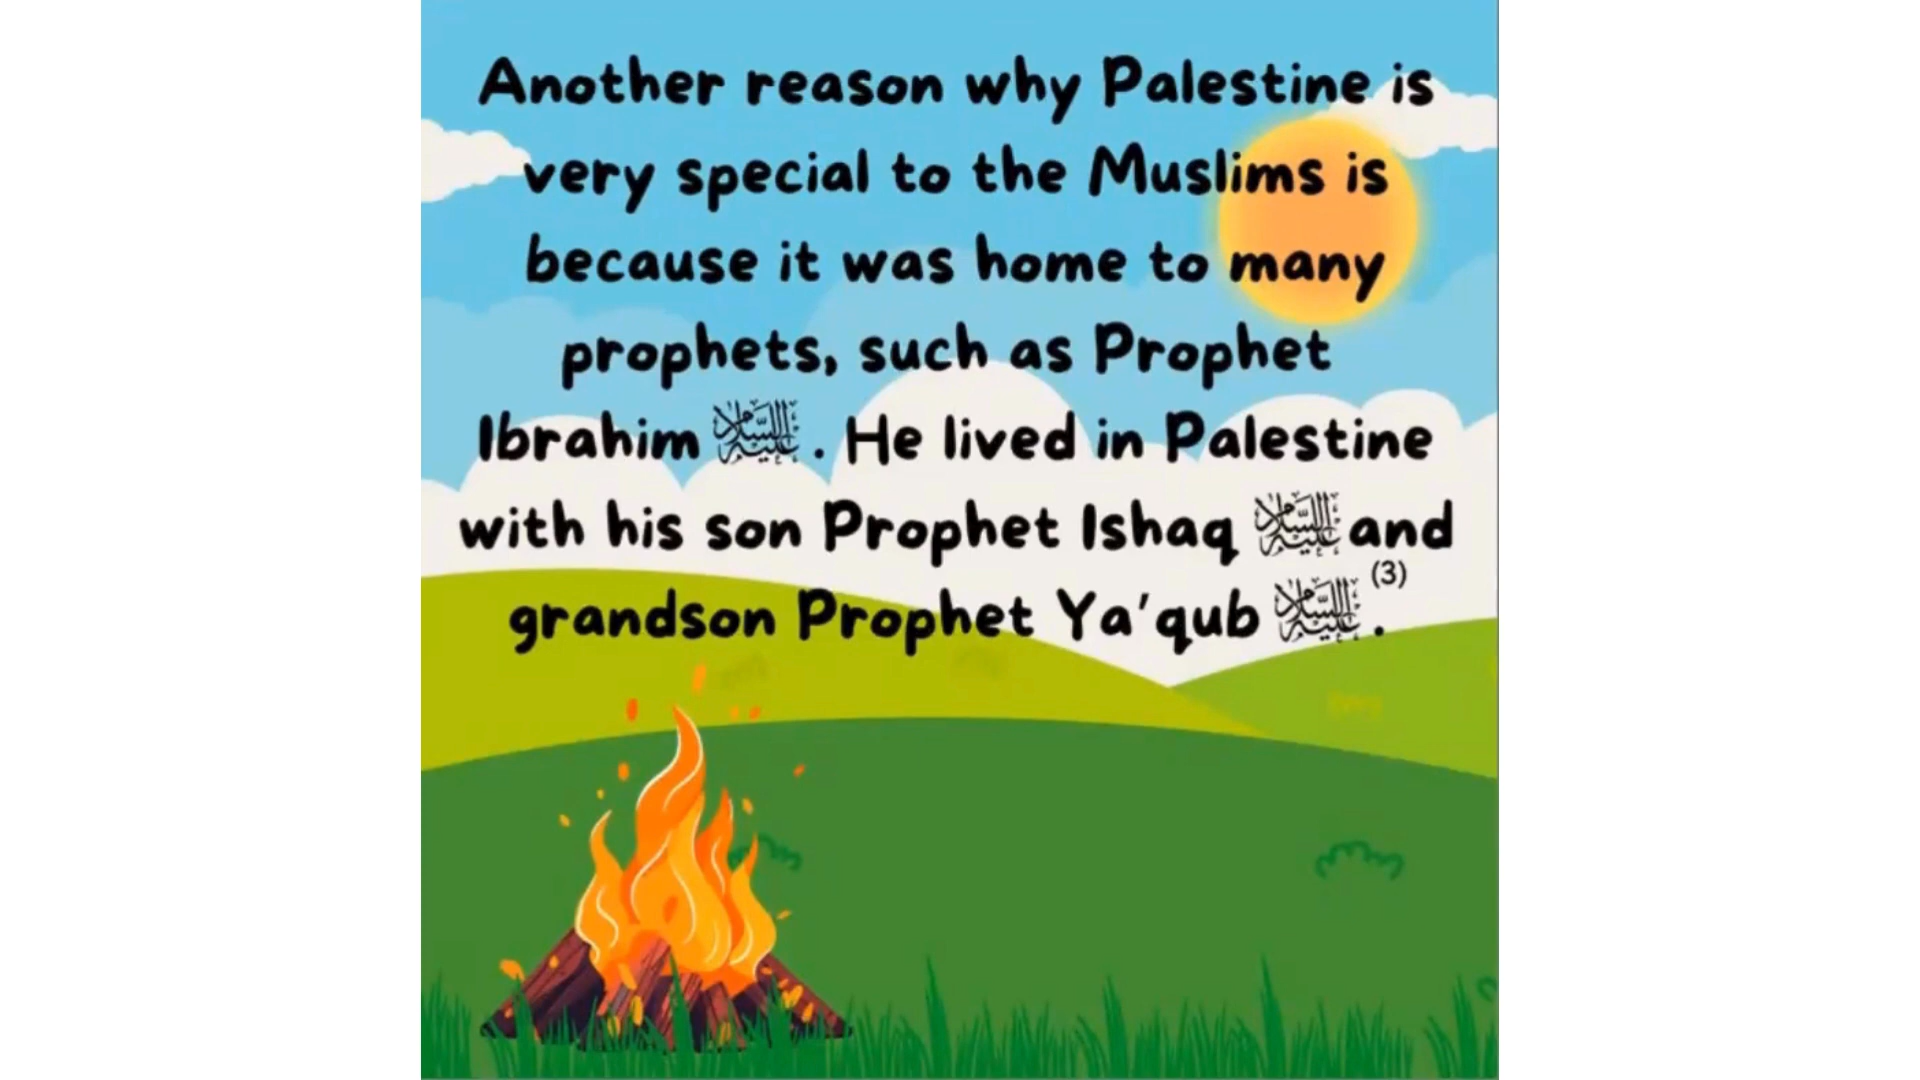 Another reason why Palestine is
very special to the Muslims is
because it was home to many
prophets, such as Prophet
Ibrahim عليه السلام. He lived in Palestine
with his son Prophet Ishaq عليه السلام and
grandson Prophet Ya'qub عليه السلام.(3)